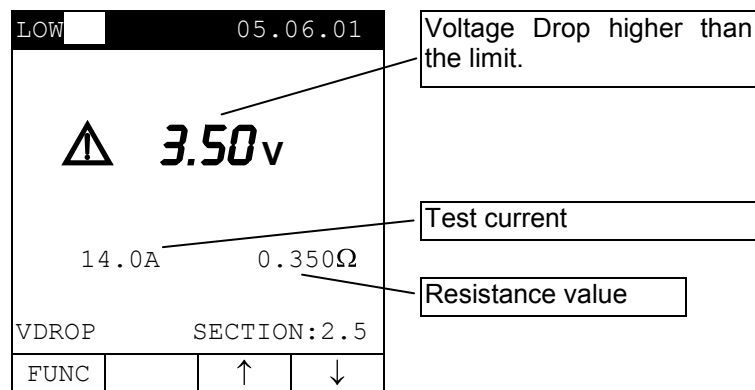 LOW 05.06.01
⚠ 3.50 v
14.0A 0.350Ω
VDROP SECTION:2.5
FUNC ↑ ↓
Voltage Drop higher than
the limit.
Test current
Resistance value